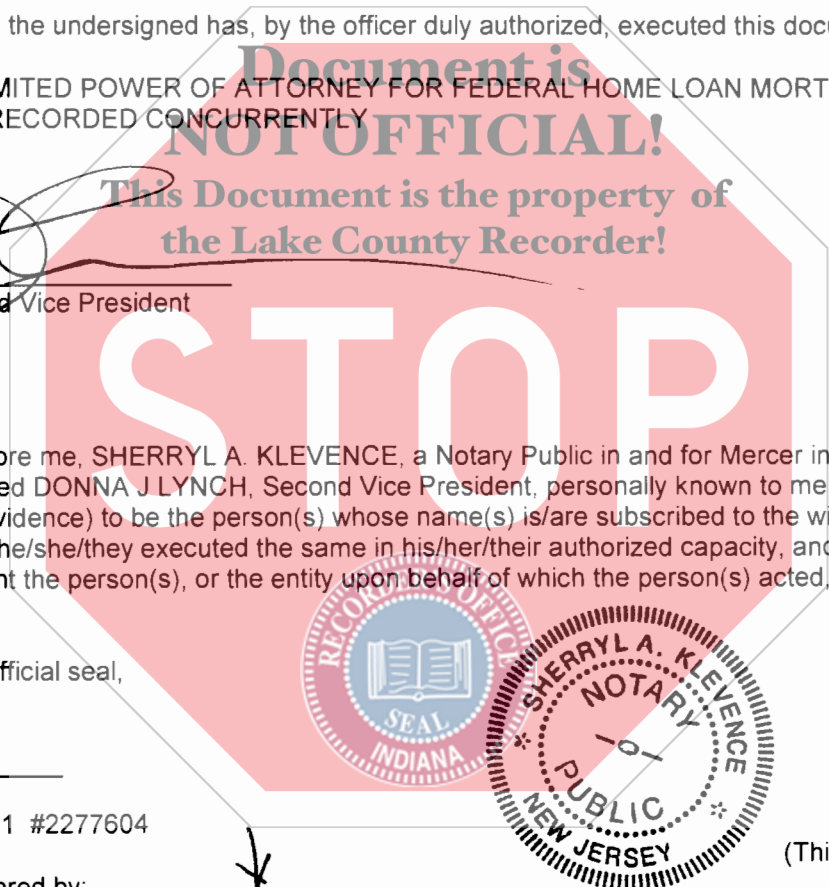 the undersigned has, by the officer duly authorized, executed this docu
Document is
MITED POWER OF ATTORNEY FOR FEDERAL HOME LOAN MORT
RECORDED CONCURRENTLY
NOT OFFICIAL!
This Document is the property of
the Lake County Recorder!
d Vice President
STOP
ore me, SHERRYL A. KLEVENCE, a Notary Public in and for Mercer in
ed DONNA J LYNCH, Second Vice President, personally known to me
vidence) to be the person(s) whose name(s) is/are subscribed to the wi
he/she/they executed the same in his/her/their authorized capacity, and
nt the person(s), or the entity upon behalf of which the person(s) acted,
RECORDER'S OFFICE
SEAL
INDIANA
fficial seal,
SHERRYL A. KLEVENCE
NOTARY
PUBLIC
NEW JERSEY
1 #2277604
(Thi
ared by: